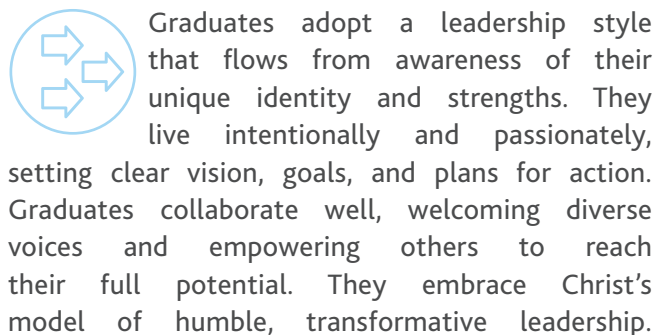 Graduates adopt a leadership style
that flows from awareness of their
unique identity and strengths. They
live intentionally and passionately,
setting clear vision, goals, and plans for action.
Graduates collaborate well, welcoming diverse
voices and empowering others to reach
their full potential. They embrace Christ’s
model of humble, transformative leadership.